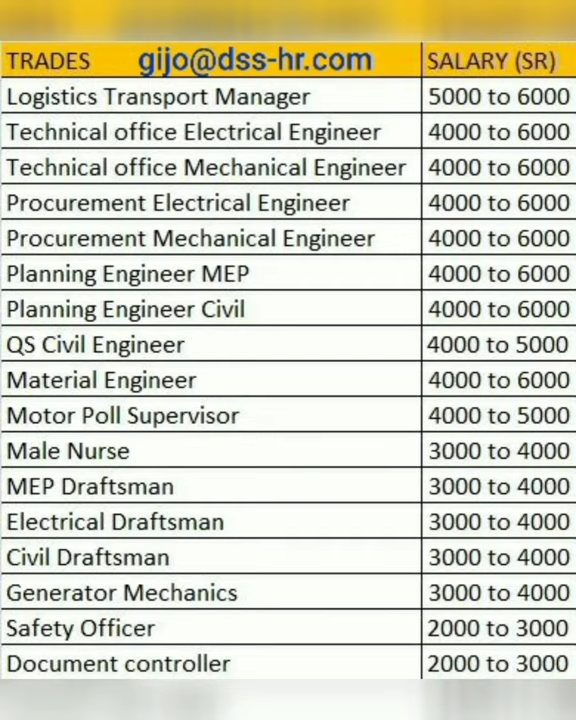 TRADES gijo@dss-hr.com SALARY (SR)
Logistics Transport Manager 5000 to 6000
Technical office Electrical Engineer 4000 to 6000
Technical office Mechanical Engineer 4000 to 6000
Procurement Electrical Engineer 4000 to 6000
Procurement Mechanical Engineer 4000 to 6000
Planning Engineer MEP 4000 to 6000
Planning Engineer Civil 4000 to 6000
QS Civil Engineer 4000 to 5000
Material Engineer 4000 to 6000
Motor Poll Supervisor 4000 to 5000
Male Nurse 3000 to 4000
MEP Draftsman 3000 to 4000
Electrical Draftsman 3000 to 4000
Civil Draftsman 3000 to 4000
Generator Mechanics 3000 to 4000
Safety Officer 2000 to 3000
Document controller 2000 to 3000